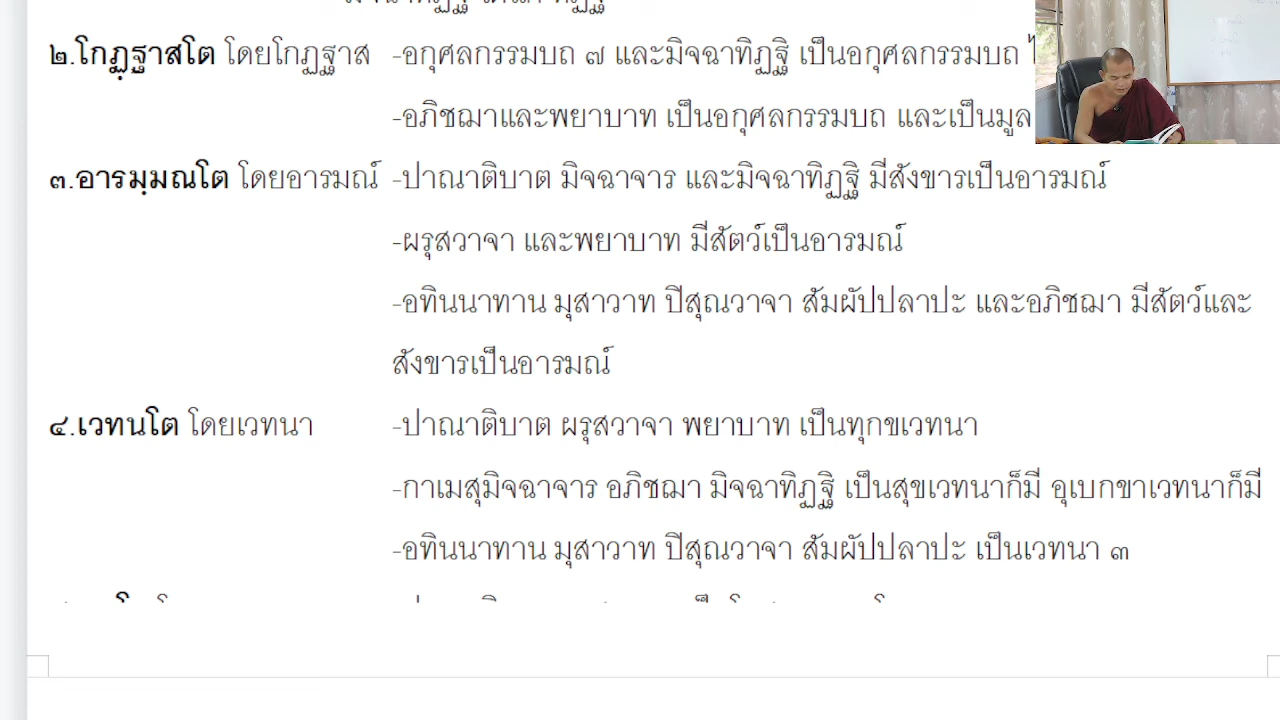 ๒.โกฏฺฐาสโต โดยโกฏฐาส -อกุศลกรรมบถ ๗ และมิจฉาทิฏฐิ เป็นอกุศลกรรมบถ
-อภิชฌาและพยาบาท เป็นอกุศลกรรมบถ และเป็นมูล
๓.อารมฺมณโต โดยอารมณ์ -ปาณาติบาต มิจฉาจาร และมิจฉาทิฏฐิ มีสังขารเป็นอารมณ์
-ผรุสวาจา และพยาบาท มีสัตว์เป็นอารมณ์
-อทินนาทาน มุสาวาท ปิสุณวาจา สัมผัปปลาปะ และอภิชฌา มีสัตว์และ
สังขารเป็นอารมณ์
๔.เวทนโต โดยเวทนา -ปาณาติบาต ผรุสวาจา พยาบาท เป็นทุกขเวทนา
-กาเมสุมิจฉาจาร อภิชฌา มิจฉาทิฏฐิ เป็นสุขเวทนาก็มี อุเบกขาเวทนาก็มี
-อทินนาทาน มุสาวาท ปิสุณวาจา สัมผัปปลาปะ เป็นเวทนา ๓